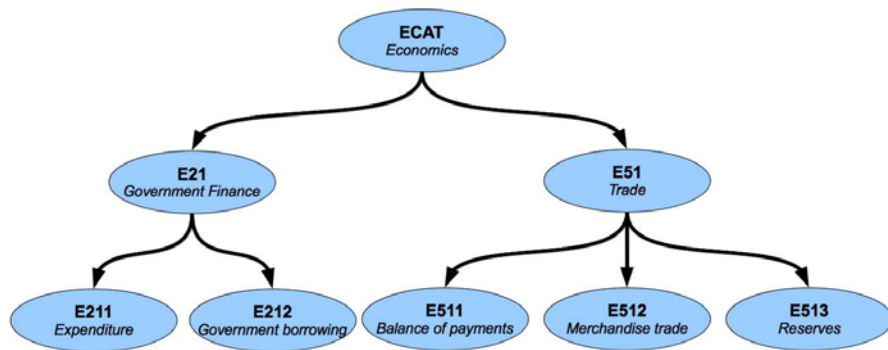 ECAT
Economics
E21
Government Finance
E51
Trade
E211
Expenditure
E212
Government borrowing
E511
Balance of payments
E512
Merchandise trade
E513
Reserves